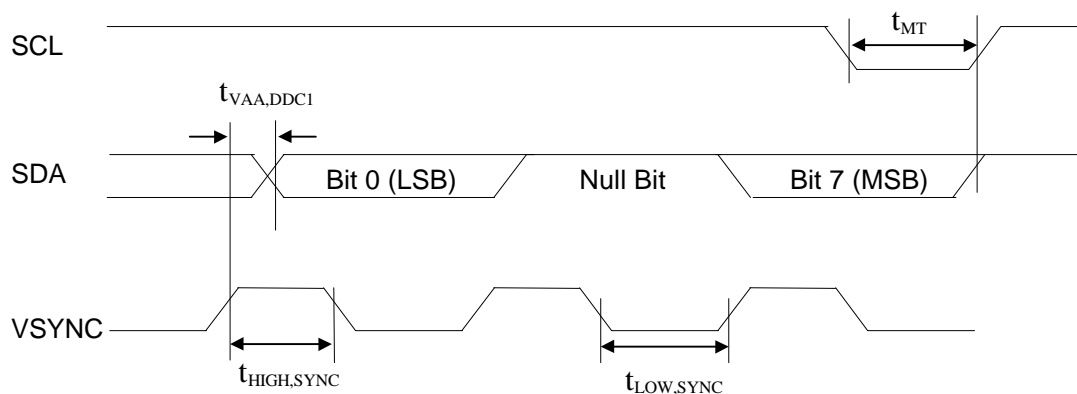 SCL
t_MT
t_VAA,DDC1
SDA
Bit 0 (LSB)
Null Bit
Bit 7 (MSB)
VSYNC
t_HIGH,SYNC
t_LOW,SYNC